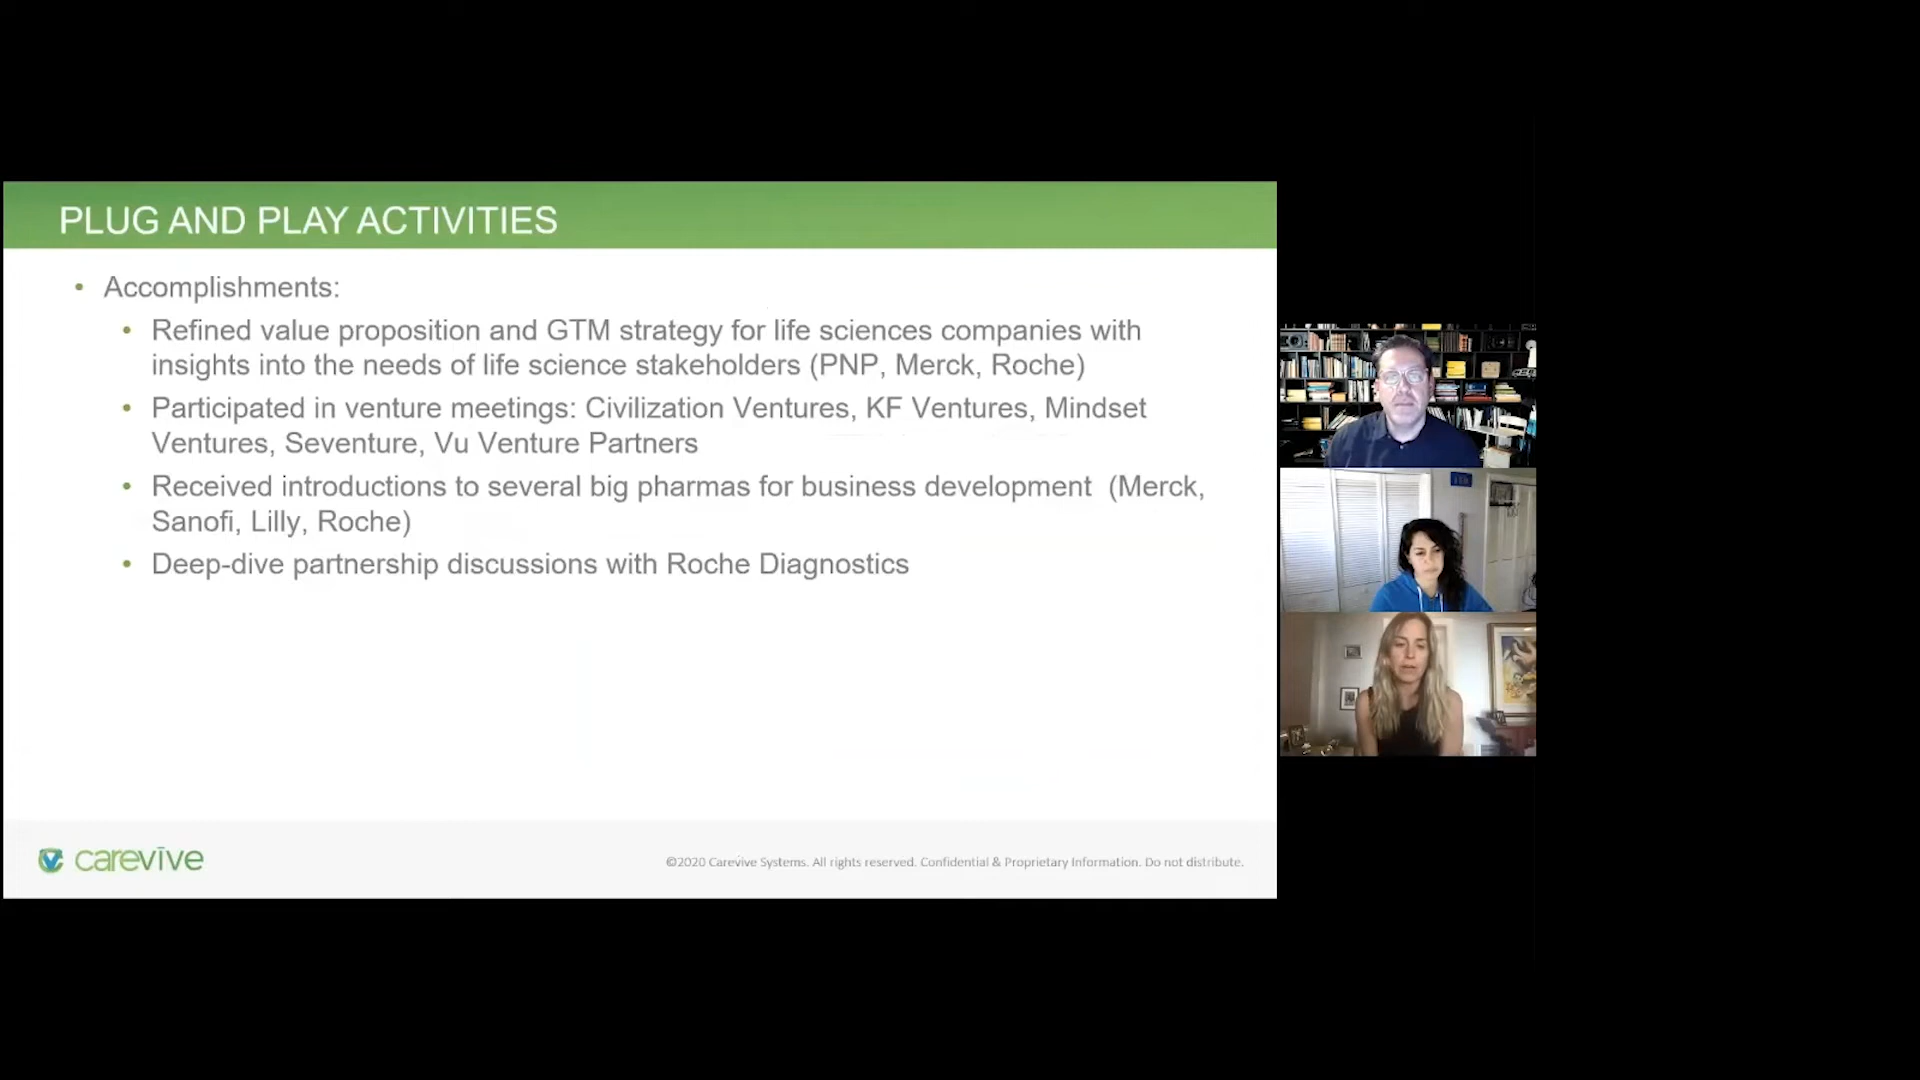 PLUG AND PLAY ACTIVITIES
• Accomplishments:
• Refined value proposition and GTM strategy for life sciences companies with
insights into the needs of life science stakeholders (PNP, Merck, Roche)
• Participated in venture meetings: Civilization Ventures, KF Ventures, Mindset
Ventures, Seventure, Vu Venture Partners
• Received introductions to several big pharmas for business development (Merck,
Sanofi, Lilly, Roche)
• Deep-dive partnership discussions with Roche Diagnostics
carevive
©2020 Carevive Systems. All rights reserved. Confidential & Proprietary Information. Do not distribute.